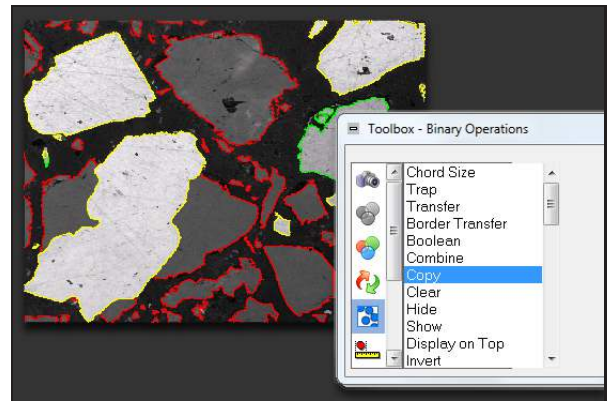 Toolbox - Binary Operations
Chord Size
Trap
Transfer
Border Transfer
Boolean
Combine
Copy
Clear
Hide
Show
Display on Top
Invert